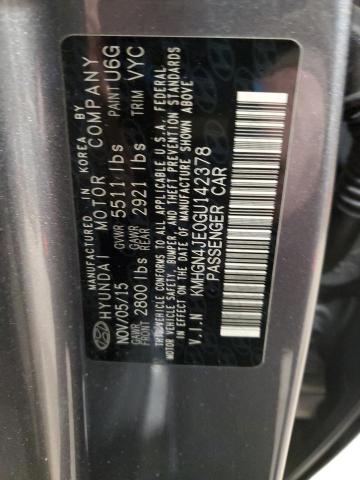 MANUFACTURED IN KOREA BY
HYUNDAI MOTOR COMPANY
NOV/05/15 GVWR 5511 lbs PAINT U6G
GAWR FRONT 2800 lbs GAWR REAR 2921 lbs TRIM VYC
THIS VEHICLE CONFORMS TO ALL APPLICABLE U.S.A. FEDERAL
MOTOR VEHICLE SAFETY, BUMPER, AND THEFT PREVENTION STANDARDS
IN EFFECT ON THE DATE OF MANUFACTURE SHOWN ABOVE.
V.I.N KMHGN4JE0GU142378
PASSENGER CAR